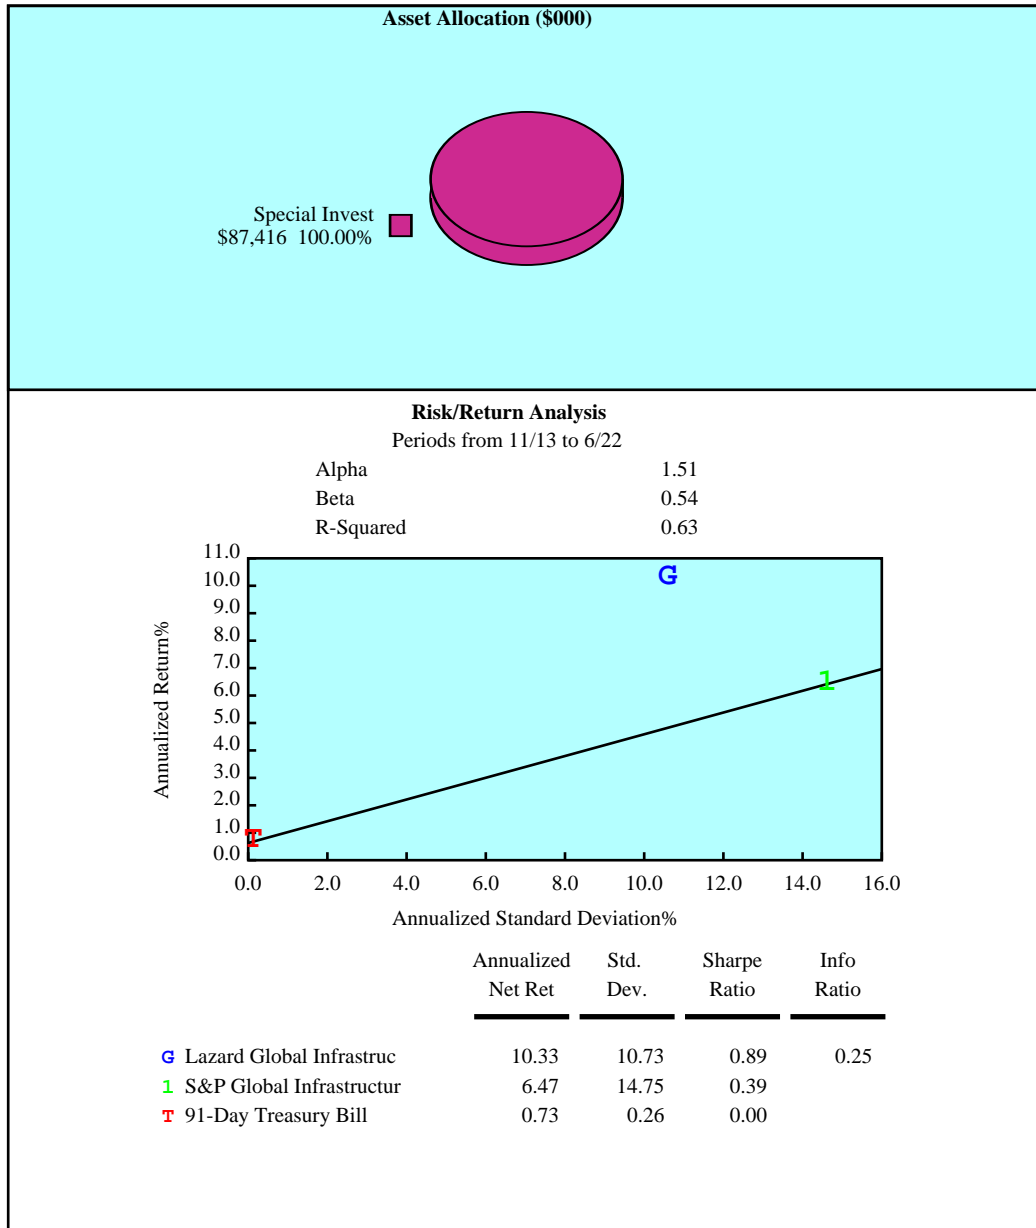 Asset Allocation ($000)
Special Invest
$87,416 100.00%
Risk/Return Analysis
Periods from 11/13 to 6/22
Alpha 1.51
Beta 0.54
R-Squared 0.63
11.0
10.0
9.0
8.0
7.0
6.0
5.0
4.0
3.0
2.0
1.0
0.0
Annualized Return%
G
1
T
0.0 2.0 4.0 6.0 8.0 10.0 12.0 14.0 16.0
Annualized Standard Deviation%
Annualized Std. Sharpe Info
Net Ret Dev. Ratio Ratio
G Lazard Global Infrastruc 10.33 10.73 0.89 0.25
1 S&P Global Infrastructur 6.47 14.75 0.39
T 91-Day Treasury Bill 0.73 0.26 0.00